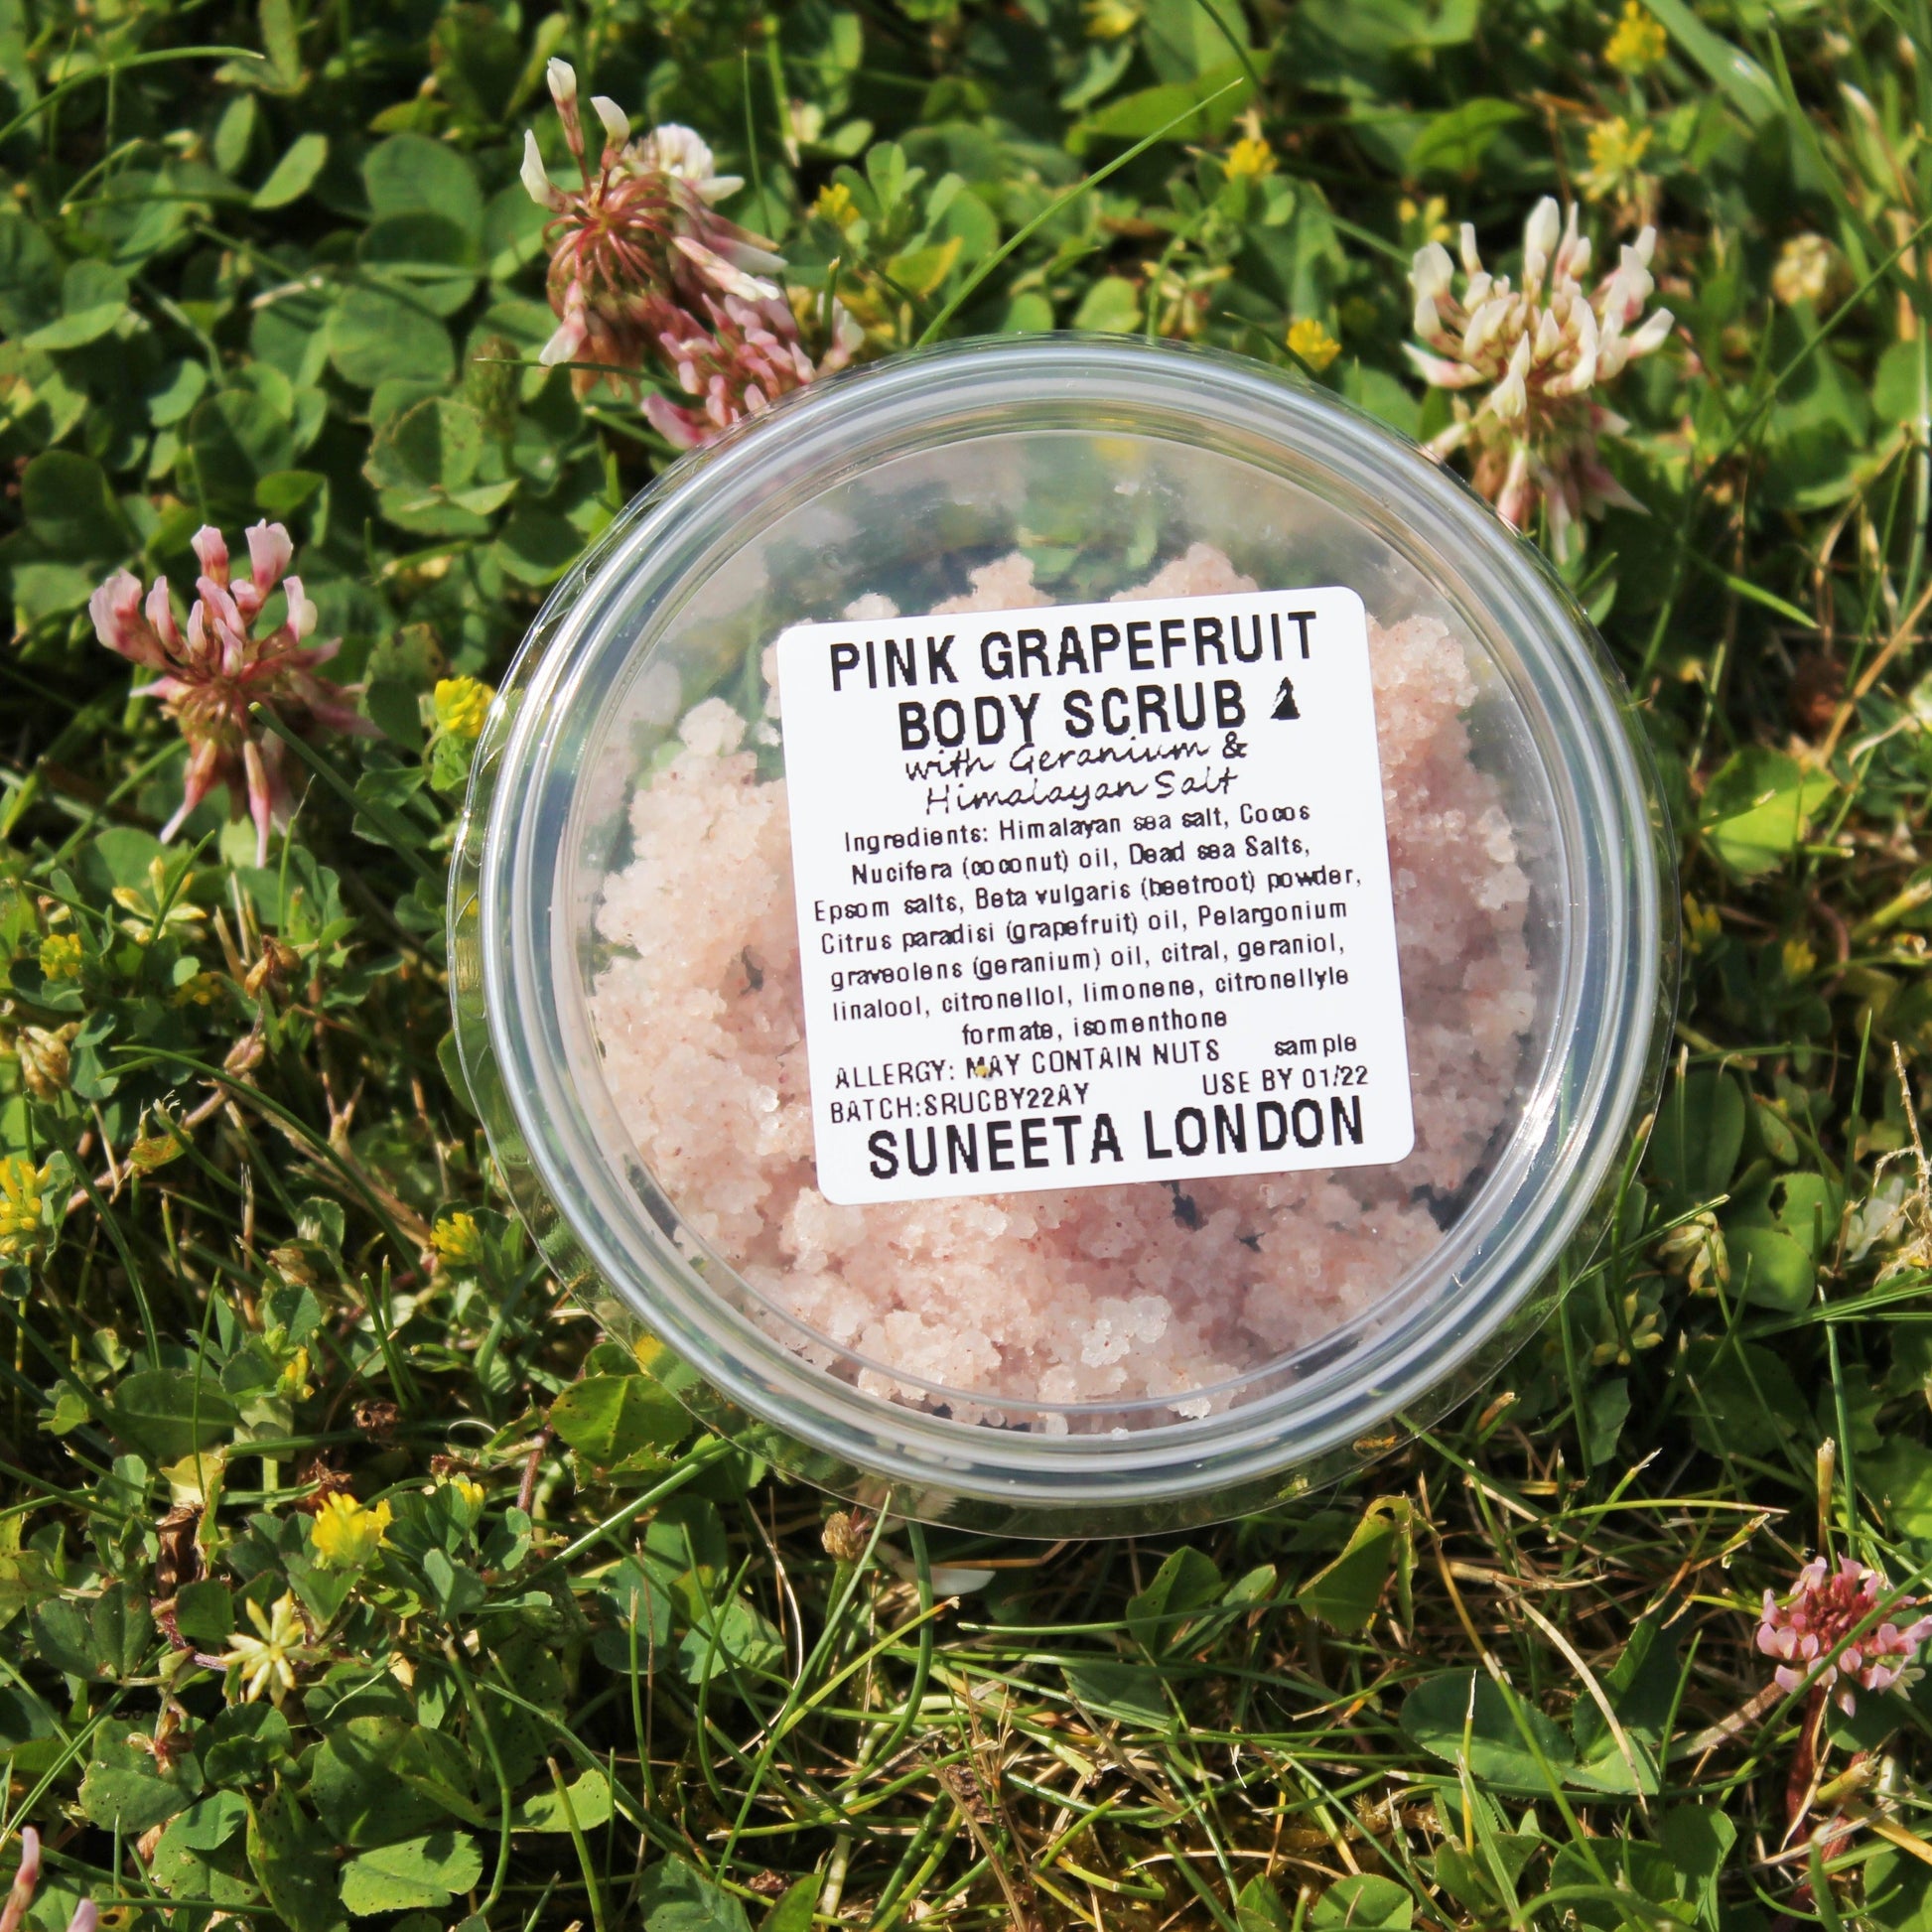 PINK GRAPEFRUIT
BODY SCRUB
with Geranium &
Himalayan Salt
Ingredients: Himalayan sea salt, Cocos
Nucifera (coconut) oil, Dead sea Salts,
Epsom salts, Beta vulgaris (beetroot) powder,
Citrus paradisi (grapefruit) oil, Pelargonium
graveolens (geranium) oil, citral, geraniol,
linalool, citronellol, limonene, citronellyle
formate, isomenthone
ALLERGY: MAY CONTAIN NUTS sample
BATCH:SRUCBY22AY USE BY 01/22
SUNEETA LONDON